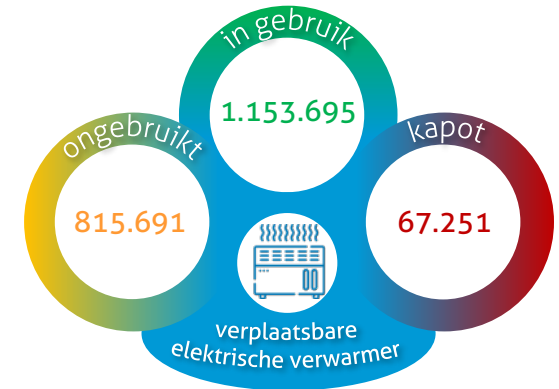 in gebruik
1.153.695
ongebruikt
815.691
kapot
67.251
verplaatsbare
elektrische verwarmer